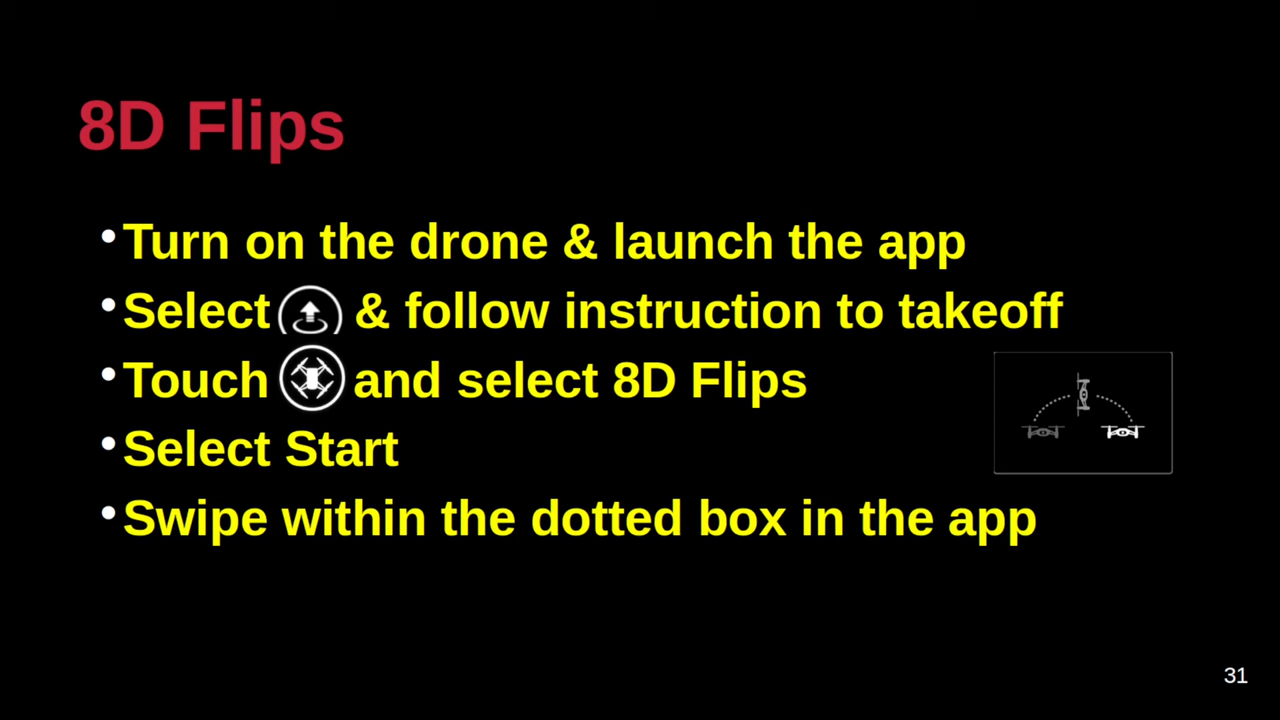 8D Flips
•Turn on the drone & launch the app
•Select & follow instruction to takeoff
•Touch and select 8D Flips
•Select Start
•Swipe within the dotted box in the app
31